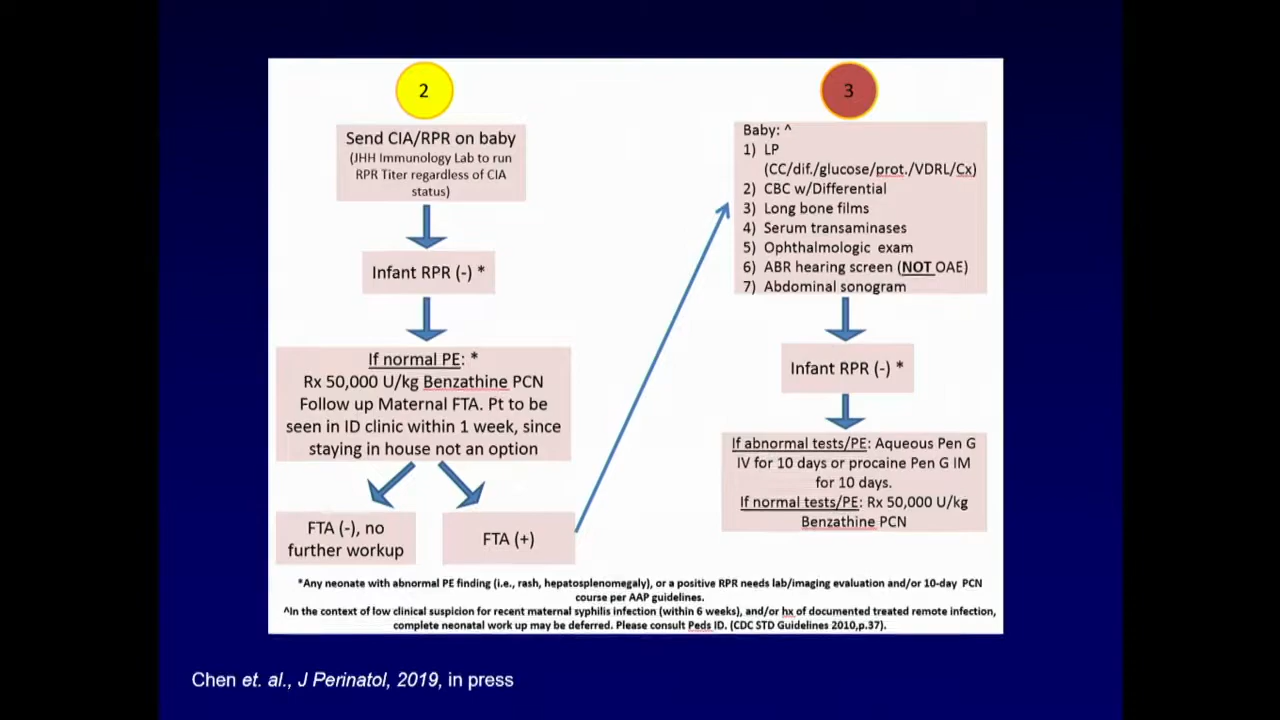 2
Send CIA/RPR on baby
(JHH Immunology Lab to run
RPR Titer regardless of CIA
status)
Infant RPR (-) *
If normal PE: *
Rx 50,000 U/kg Benzathine PCN
Follow up Maternal FTA. Pt to be
seen in ID clinic within 1 week, since
staying in house not an option
FTA (-), no
further workup
FTA (+)
3
Baby: ^
1) LP
(CC/dif./glucose/prot./VDRL/Cx)
2) CBC w/Differential
3) Long bone films
4) Serum transaminases
5) Ophthalmologic exam
6) ABR hearing screen (NOT OAE)
7) Abdominal sonogram
Infant RPR (-) *
If abnormal tests/PE: Aqueous Pen G
IV for 10 days or procaine Pen G IM
for 10 days.
If normal tests/PE: Rx 50,000 U/kg
Benzathine PCN
*Any neonate with abnormal PE finding (i.e., rash, hepatosplenomegaly), or a positive RPR needs lab/imaging evaluation and/or 10-day PCN
course per AAP guidelines.
^In the context of low clinical suspicion for recent maternal syphilis infection (within 6 weeks), and/or hx of documented treated remote infection,
complete neonatal work up may be deferred. Please consult Peds ID. (CDC STD Guidelines 2010,p.37).
Chen et. al., J Perinatol, 2019, in press